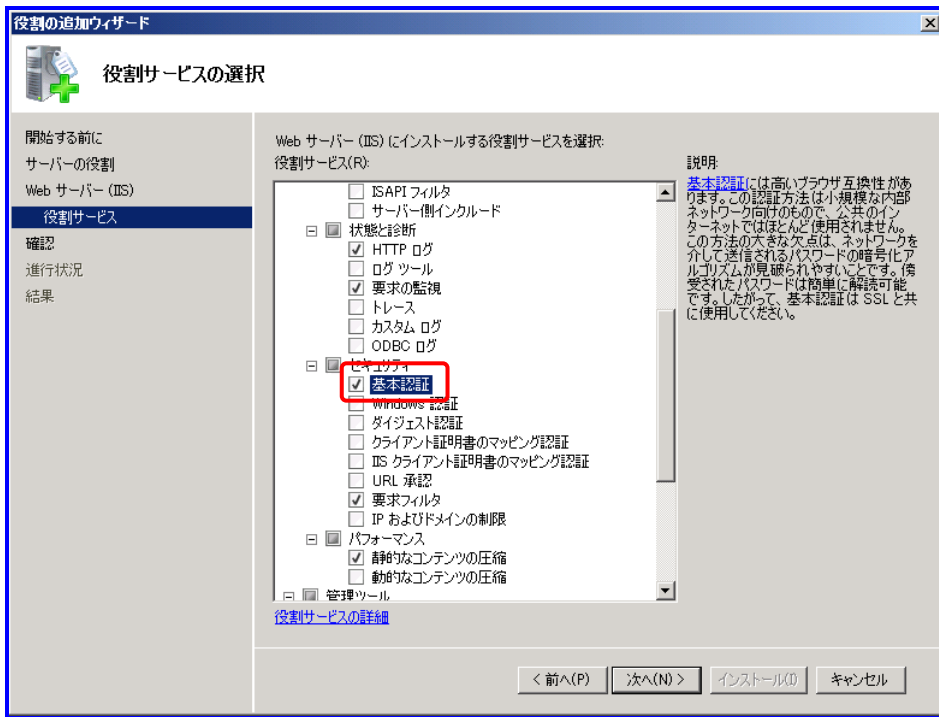 役割の追加ウィザード
役割サービスの選択
開始する前に
サーバーの役割
Web サーバー (IIS)
役割サービス
確認
進行状況
結果
Web サーバー (IIS) にインストールする役割サービスを選択:
役割サービス(R):
ISAPI フィルタ
サーバー側インクルード
状態と診断
HTTP ログ
ログ ツール
要求の監視
トレース
カスタム ログ
ODBC ログ
セキュリティ
基本認証
Windows 認証
ダイジェスト認証
クライアント証明書のマッピング認証
IIS クライアント証明書のマッピング認証
URL 承認
要求フィルタ
IP およびドメインの制限
パフォーマンス
静的なコンテンツの圧縮
動的なコンテンツの圧縮
管理ツール
役割サービスの詳細
説明:
基本認証には高いブラウザ互換性があ
ります。この認証方法は小規模な内部
ネットワーク向けのもので、公共のイン
ターネットではほとんど使用されません。
この方法の大きな欠点は、ネットワークを
介して送信されるパスワードの暗号化ア
ルゴリズムが見破られやすいことです。傍
受されたパスワードは簡単に解読可能
です。したがって、基本認証は SSL と共
に使用してください。
< 前へ(P)
次へ(N) >
インストール(I)
キャンセル